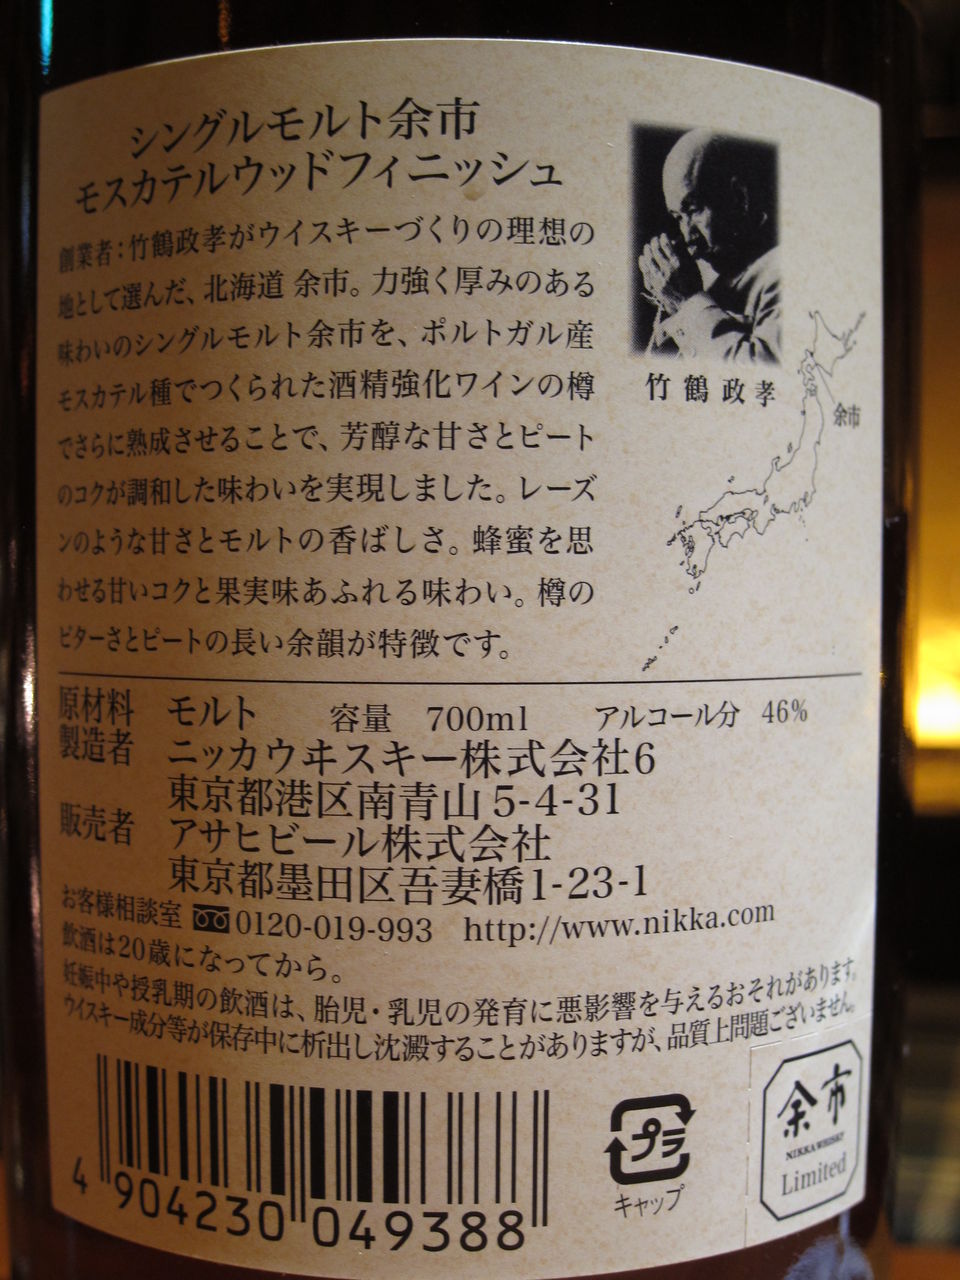 シングルモルト余市
モスカテルウッドフィニッシュ
創業者:竹鶴政孝がウイスキーづくりの理想の
地として選んだ、北海道 余市。力強く厚みのある
味わいのシングルモルト余市を、ポルトガル産
モスカテル種でつくられた酒精強化ワインの樽
でさらに熟成させることで、芳醇な甘さとピート
のコクが調和した味わいを実現しました。レーズ
ンのような甘さとモルトの香ばしさ。蜂蜜を思
わせる甘いコクと果実味あふれる味わい。樽の
ビターさとピートの長い余韻が特徴です。
竹鶴政孝
余市
原材料 モルト 容量 700ml アルコール分 46%
製造者 ニッカウヰスキー株式会社6
東京都港区南青山5-4-31
販売者 アサヒビール株式会社
東京都墨田区吾妻橋1-23-1
お客様相談室 0120-019-993 http://www.nikka.com
飲酒は20歳になってから。
妊娠中や授乳期の飲酒は、胎児・乳児の発育に悪影響を与えるおそれがあります。
ウイスキー成分等が保存中に析出し沈澱することがありますが、品質上問題ございません。
4 904230 049388
プラ
キャップ
余市
NIKKA WHISKY
Limited